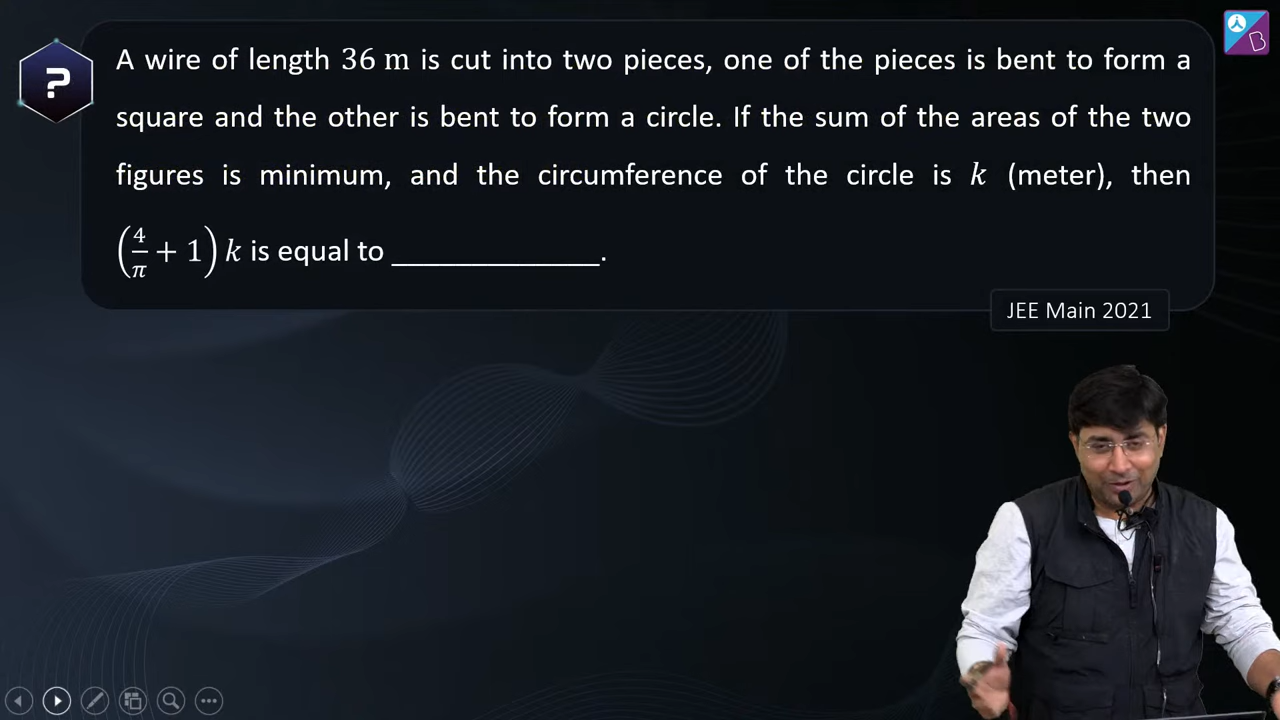 ?
A wire of length 36 m is cut into two pieces, one of the pieces is bent to form a
square and the other is bent to form a circle. If the sum of the areas of the two
figures is minimum, and the circumference of the circle is k (meter), then
(4/π + 1) k is equal to _____________.
JEE Main 2021
B